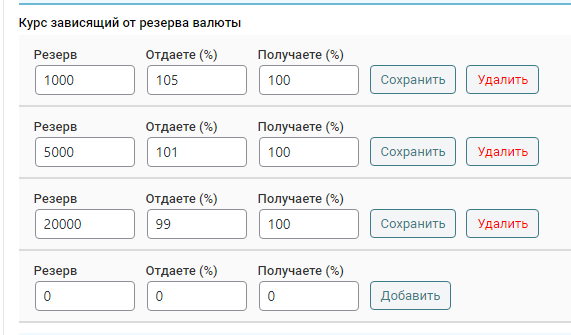 Курс зависящий от резерва валюты
Резерв Отдаете (%) Получаете (%)
1000 105 100 Сохранить Удалить
Резерв Отдаете (%) Получаете (%)
5000 101 100 Сохранить Удалить
Резерв Отдаете (%) Получаете (%)
20000 99 100 Сохранить Удалить
Резерв Отдаете (%) Получаете (%)
0 0 0 Добавить